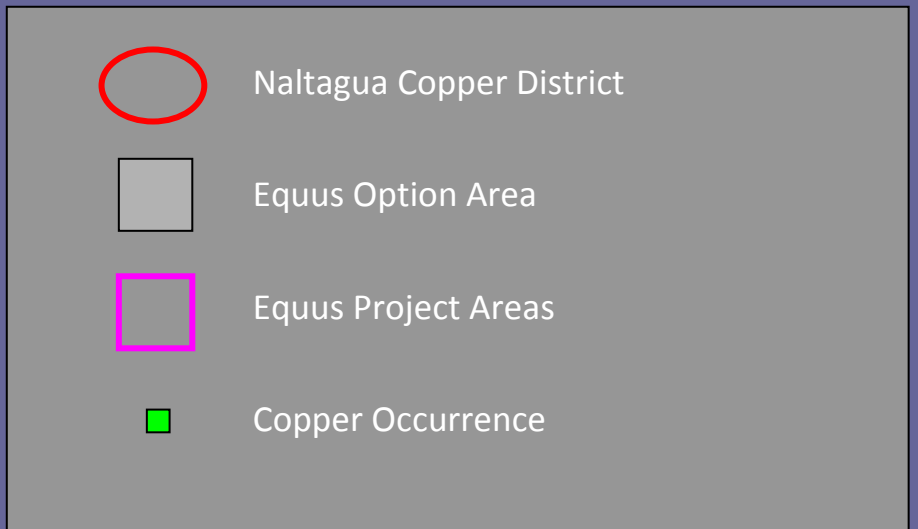 Naltagua Copper District
Equus Option Area
Equus Project Areas
Copper Occurrence